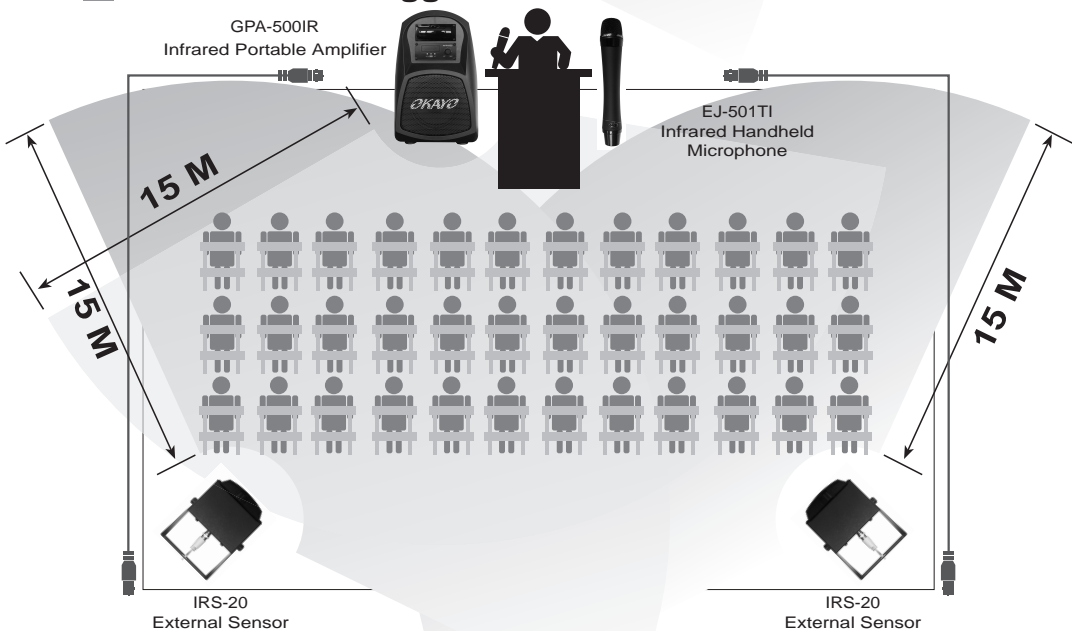 GPA-500IR
Infrared Portable Amplifier
OKAYO
EJ-501TI
Infrared Handheld
Microphone
15 M
15 M
15 M
IRS-20
External Sensor
IRS-20
External Sensor